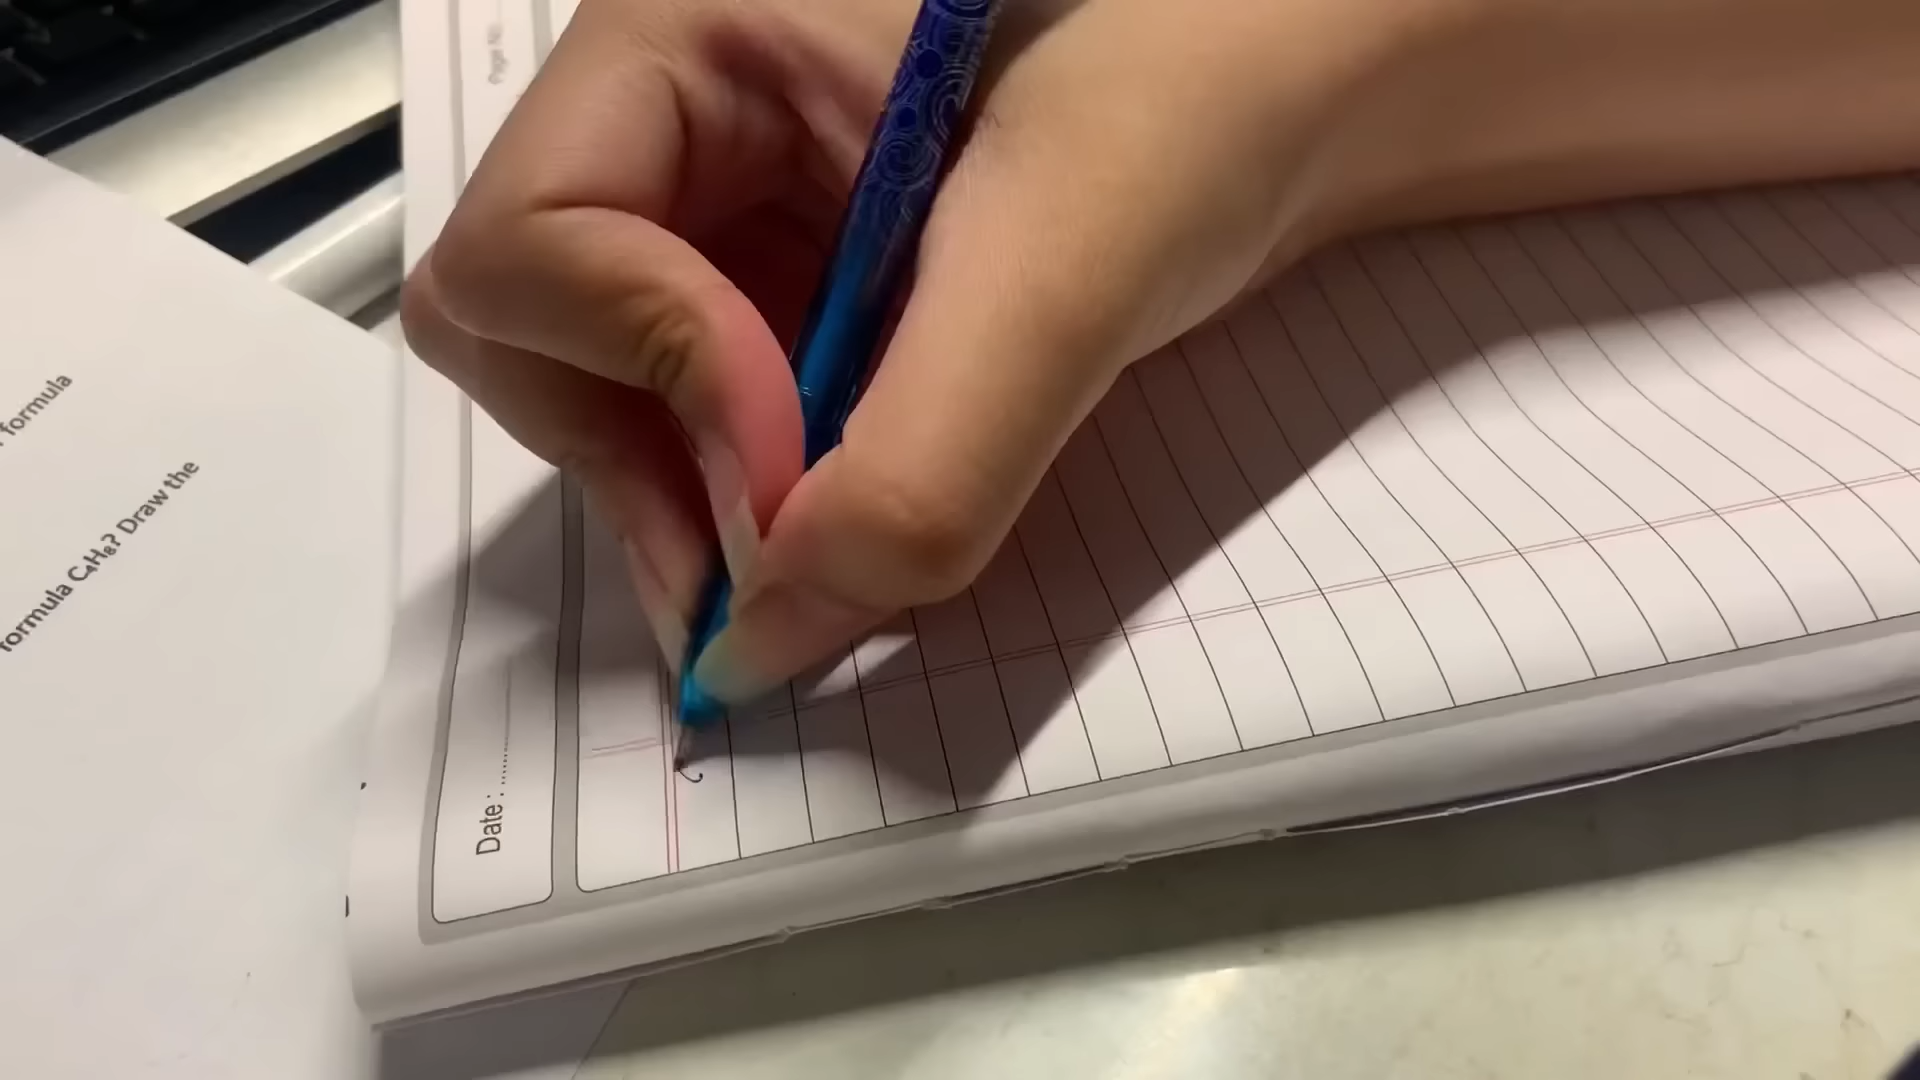 formula
formula C₄H₈? Draw the
Page No.
Date : ............